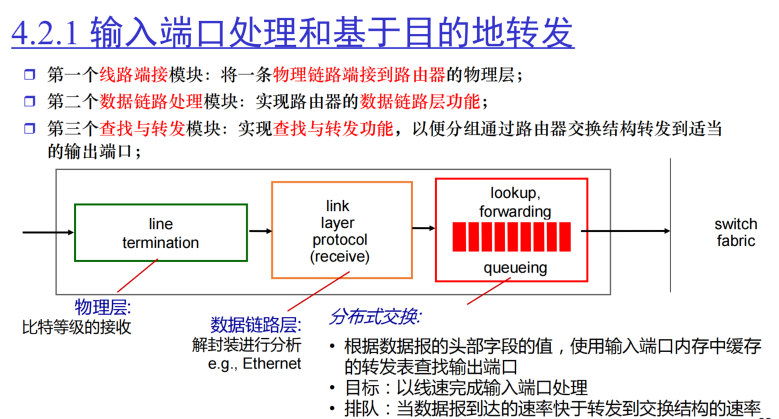 4.2.1 输入端口处理和基于目的地转发
第一个线路端接模块：将一条物理链路端接到路由器的物理层；
第二个数据链路处理模块：实现路由器的数据链路层功能；
第三个查找与转发模块：实现查找与转发功能，以便分组通过路由器交换结构转发到适当
的输出端口；
line
termination
link
layer
protocol
(receive)
lookup,
forwarding
queueing
switch
fabric
物理层:
比特等级的接收
数据链路层:
解封装进行分析
e.g., Ethernet
分布式交换:
• 根据数据报的头部字段的值，使用输入端口内存中缓存
的转发表查找输出端口
• 目标：以线速完成输入端口处理
• 排队：当数据报到达的速率快于转发到交换结构的速率